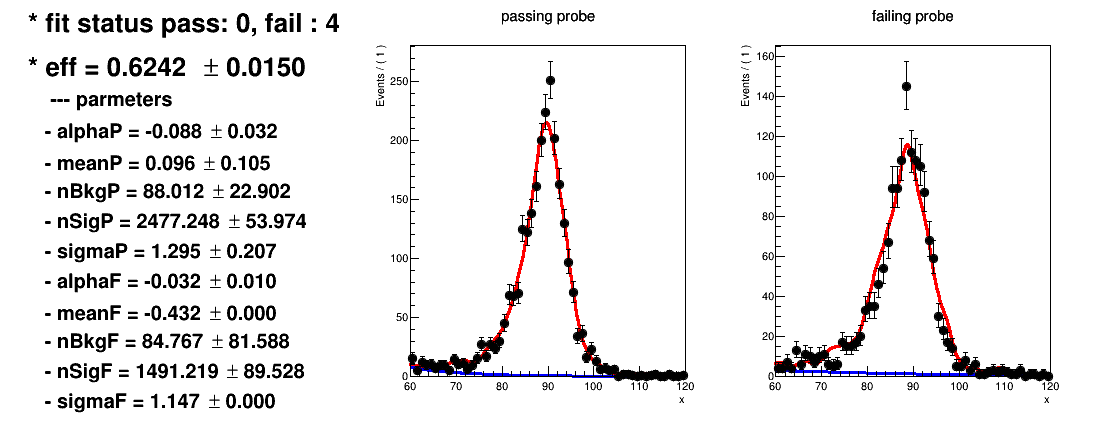 * fit status pass: 0, fail : 4
* eff = 0.6242 ± 0.0150
--- parmeters
- alphaP = -0.088 ± 0.032
- meanP = 0.096 ± 0.105
- nBkgP = 88.012 ± 22.902
- nSigP = 2477.248 ± 53.974
- sigmaP = 1.295 ± 0.207
- alphaF = -0.032 ± 0.010
- meanF = -0.432 ± 0.000
- nBkgF = 84.767 ± 81.588
- nSigF = 1491.219 ± 89.528
- sigmaF = 1.147 ± 0.000
passing probe
Events / ( 1 )
250
200
150
100
50
0
60 70 80 90 100 110 120
x
failing probe
Events / ( 1 )
160
140
120
100
80
60
40
20
0
60 70 80 90 100 110 120
x